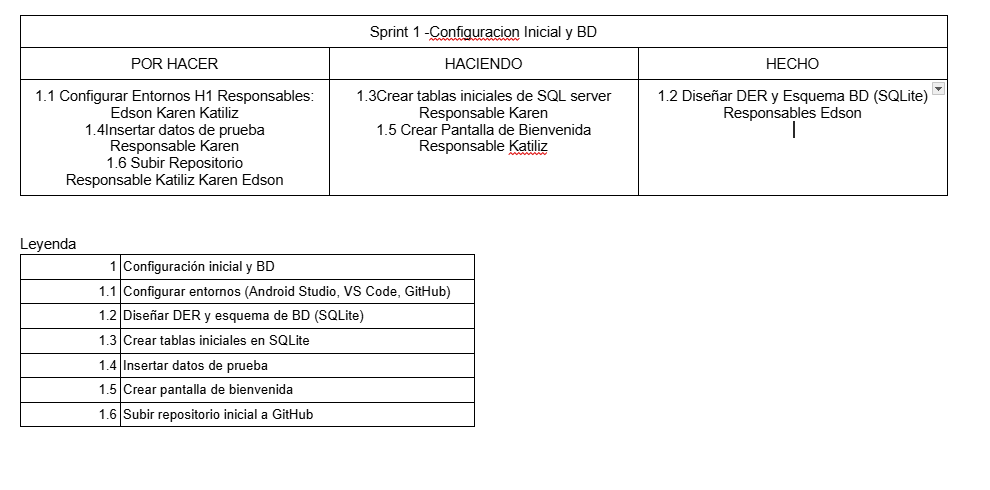 Sprint 1 -Configuracion Inicial y BD
POR HACER
HACIENDO
HECHO
1.1 Configurar Entornos H1 Responsables:
Edson Karen Katiliz
1.4Insertar datos de prueba
Responsable Karen
1.6 Subir Repositorio
Responsable Katiliz Karen Edson
1.3Crear tablas iniciales de SQL server
Responsable Karen
1.5 Crear Pantalla de Bienvenida
Responsable Katiliz
1.2 Diseñar DER y Esquema BD (SQLite)
Responsables Edson
Leyenda
1 Configuración inicial y BD
1.1 Configurar entornos (Android Studio, VS Code, GitHub)
1.2 Diseñar DER y esquema de BD (SQLite)
1.3 Crear tablas iniciales en SQLite
1.4 Insertar datos de prueba
1.5 Crear pantalla de bienvenida
1.6 Subir repositorio inicial a GitHub